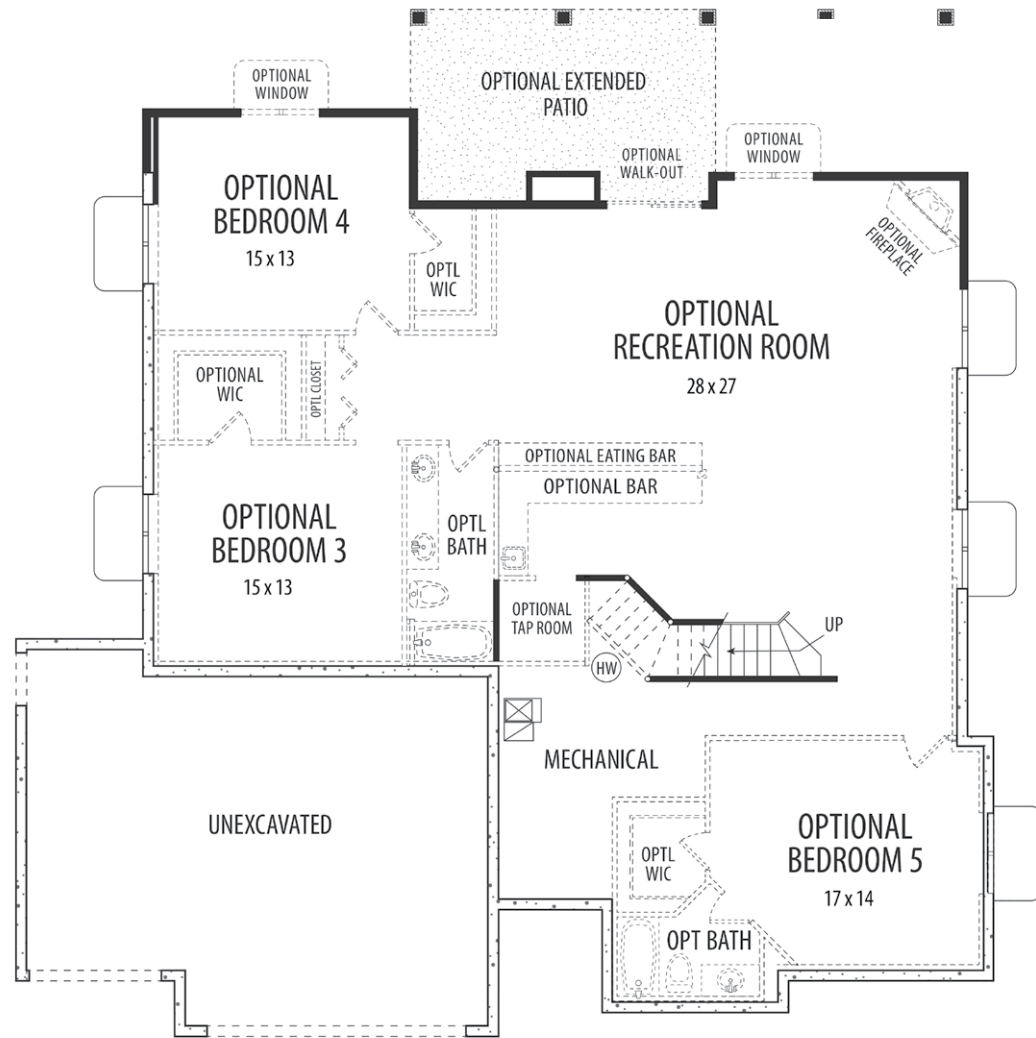 OPTIONAL
WINDOW
OPTIONAL EXTENDED
PATIO
OPTIONAL
WALK-OUT
OPTIONAL
WINDOW
OPTIONAL
BEDROOM 4
15 x 13
OPTL
WIC
OPTIONAL
FIREPLACE
OPTIONAL
RECREATION ROOM
28 x 27
OPTIONAL
WIC
OPTL CLOSET
OPTIONAL EATING BAR
OPTIONAL BAR
OPTIONAL
BEDROOM 3
15 x 13
OPTL
BATH
OPTIONAL
TAP ROOM
UP
HW
MECHANICAL
UNEXCAVATED
OPTL
WIC
OPTIONAL
BEDROOM 5
17 x 14
OPT BATH